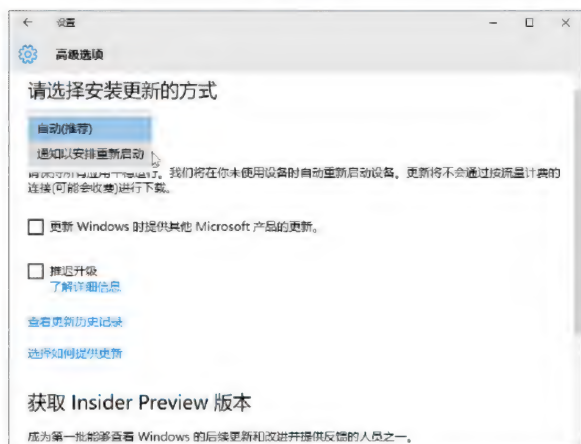 设置
高级选项
请选择安装更新的方式
自动(推荐)
通知以安排重新启动
行。我们将在你未使用设备时自动重新启动设备。更新将不会通过按流量计费的
连接(可能会收费)进行下载。
更新 Windows 时提供其他 Microsoft 产品的更新。
推迟升级
了解详细信息
查看更新历史记录
选择如何提供更新
获取 Insider Preview 版本
成为第一批能够查看 Windows 的后续更新和改进并提供反馈的人员之一。